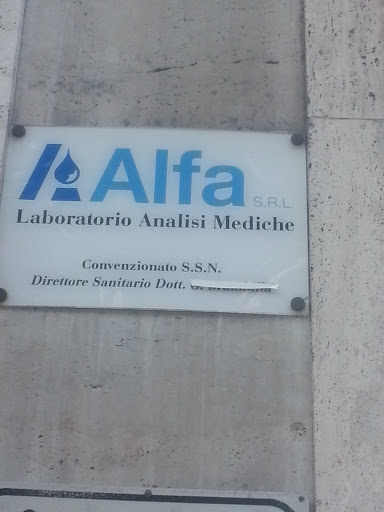 Alfa S.R.L.
Laboratorio Analisi Mediche
Convenzionato S.S.N.
Direttore Sanitario Dott.